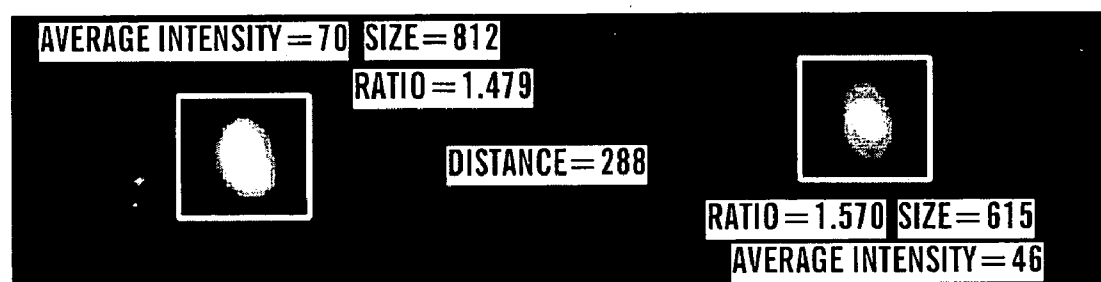 AVERAGE INTENSITY=70 SIZE=812
RATIO=1.479
DISTANCE=288
RATIO=1.570 SIZE=615
AVERAGE INTENSITY=46